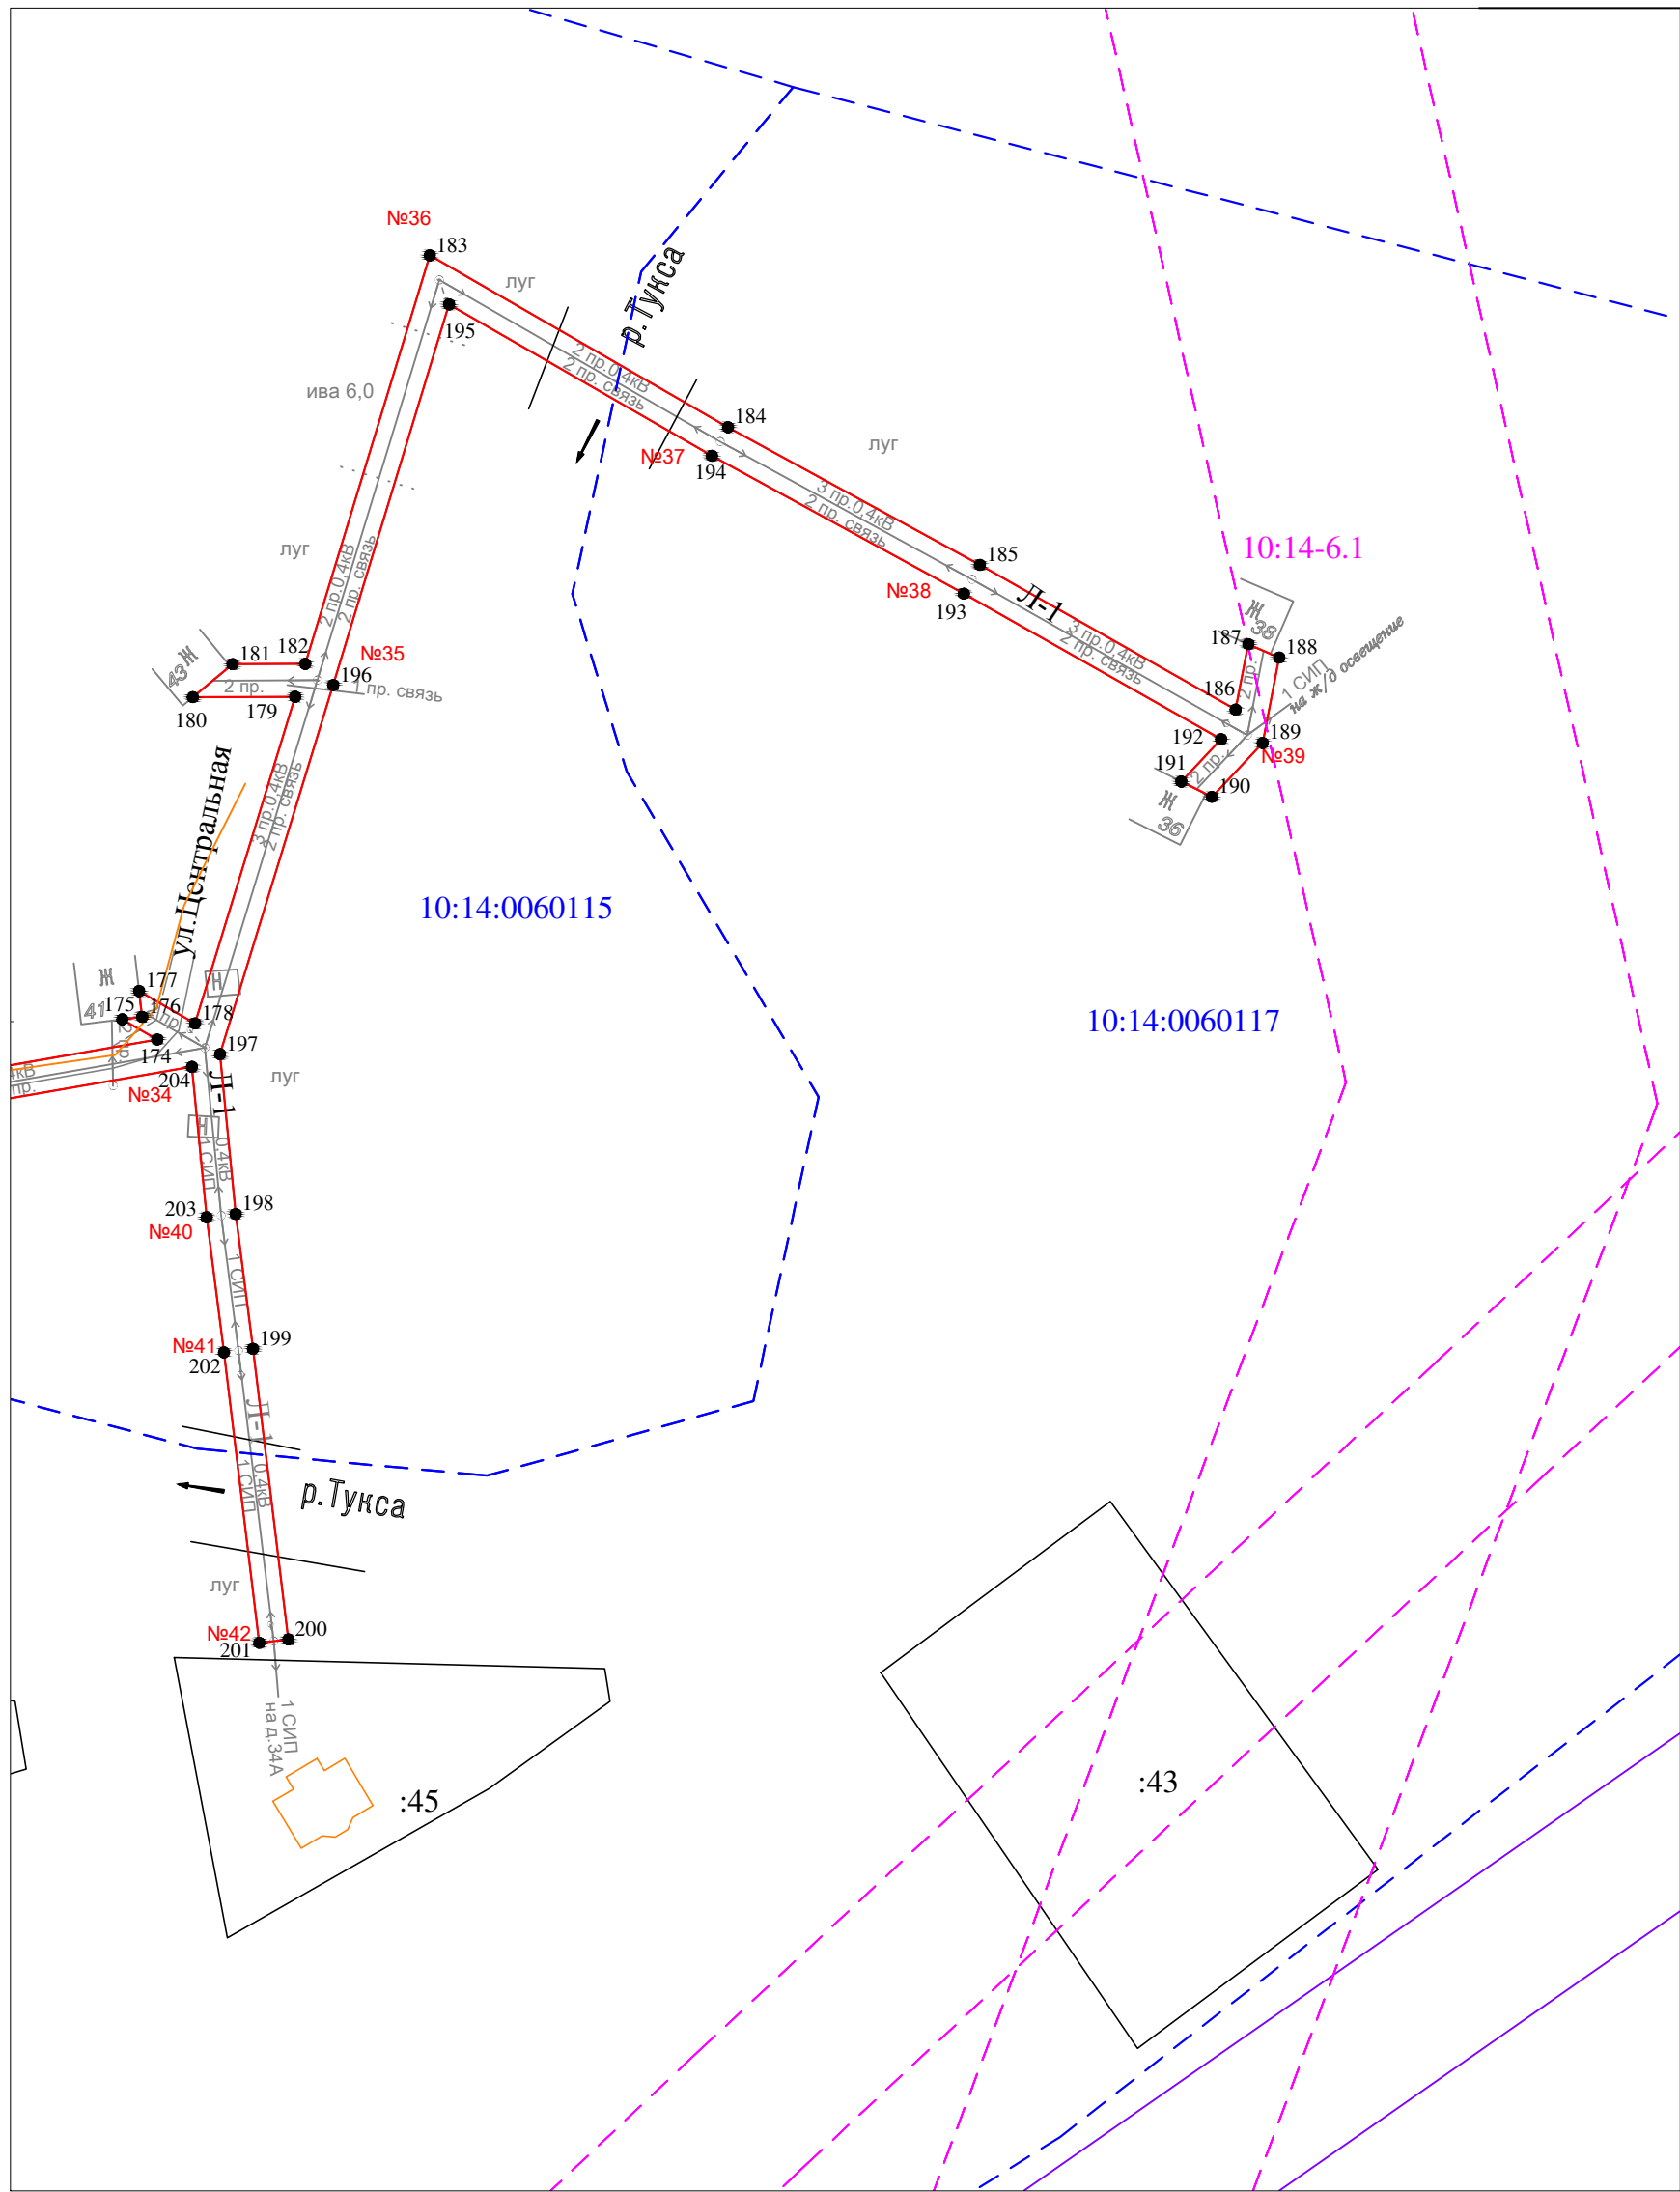 №36
183
луг
р.Тукса
195
2 пр.0,4кВ
2 пр. связь
ива 6,0
184
луг
№37
194
3 пр.0,4кВ
2 пр. связь
луг
2 пр.0,4кВ
2 пр. связь
185
10:14-6.1
№38
193
Л-1
Ж
38
3 пр.0,4кВ
2 пр. связь
187
188
Ж
43
181
182
№35
196
2 пр.
1 пр. связь
180
179
186
2 пр.
1 СИП
на ж/д освещение
192
189
№39
191
2 пр.
190
Ж
36
ул.Центральная
3 пр.0,4кВ
2 пр. связь
10:14:0060115
Ж
41
177
Н
175
176
178
10:14:0060117
174
197
204
луг
№34
Л-1
Н
1 СИП
0,4кВ
203
198
№40
1 СИП
№41
199
202
Л-1
1 СИП
0,4кВ
р.Тукса
луг
№42
200
201
1 СИП
на д.34А
:45
:43